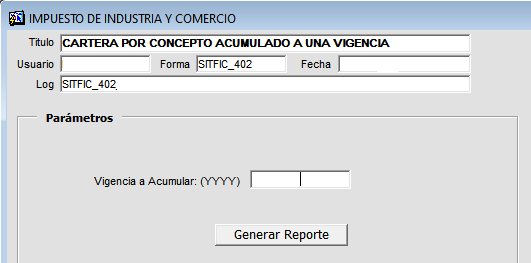 IMPUESTO DE INDUSTRIA Y COMERCIO
Titulo CARTERA POR CONCEPTO ACUMULADO A UNA VIGENCIA
Usuario Forma SITFIC_402 Fecha
Log SITFIC_402
Parámetros
Vigencia a Acumular: (YYYY)
Generar Reporte